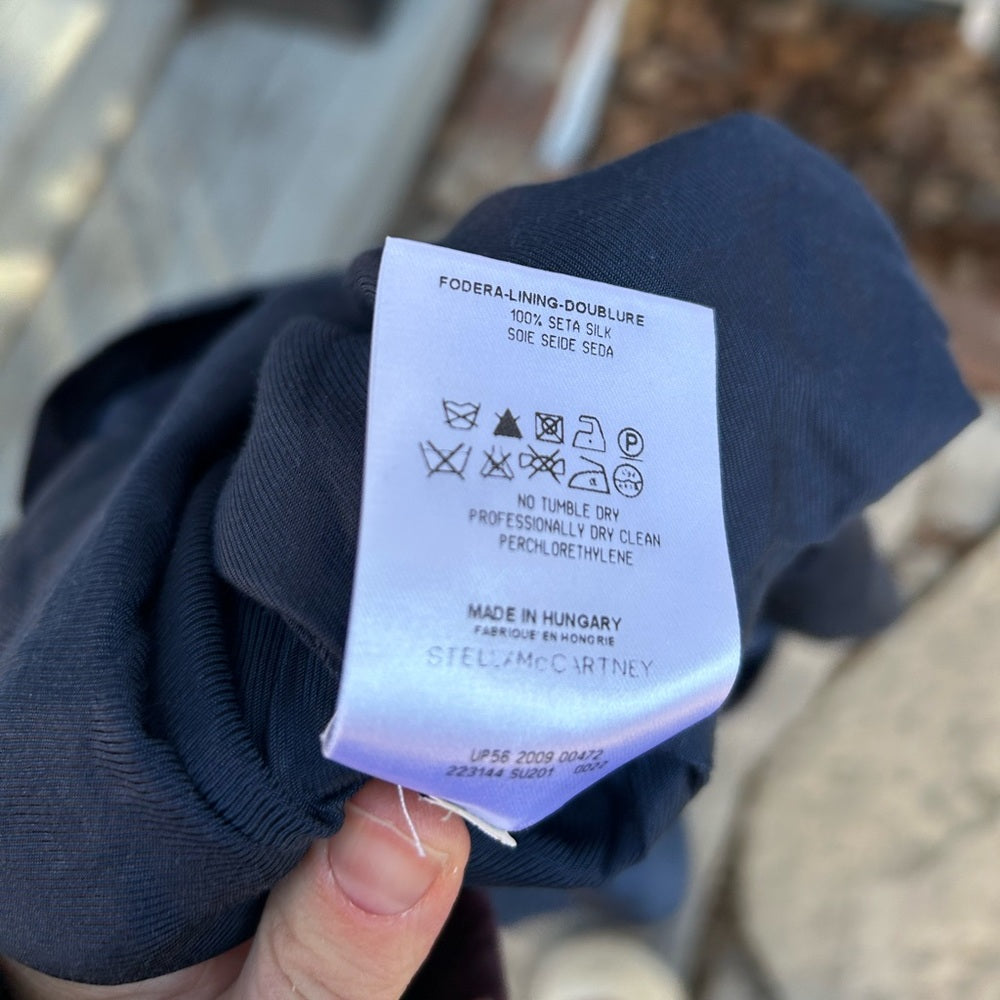 FODERA-LINING-DOUBLURE
100% SETA SILK
SOIE SEIDE SEDA
P
NO TUMBLE DRY
PROFESSIONALLY DRY CLEAN
PERCHLORETHYLENE
MADE IN HUNGARY
FABRIQUE' EN HONGRIE
STELLAMcCARTNEY
UP56 2009 00472
223144 SU201 0027